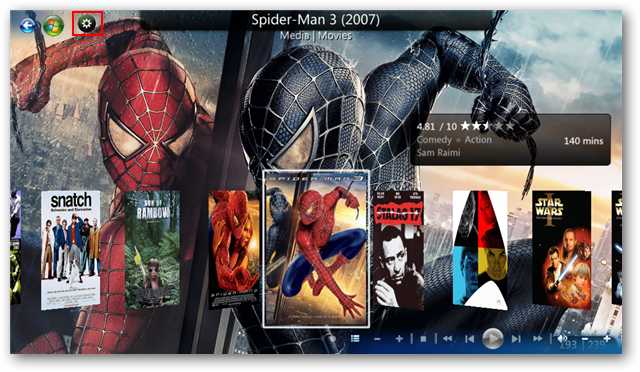 Spider-Man 3 (2007)
Media | Movies
4.81 / 10
Comedy • Action
140 mins
Sam Raimi
snatch
SON OF RAMBOW
SPIDER-MAN 3
STALAG 17
STAR WARS
I
193 | 239